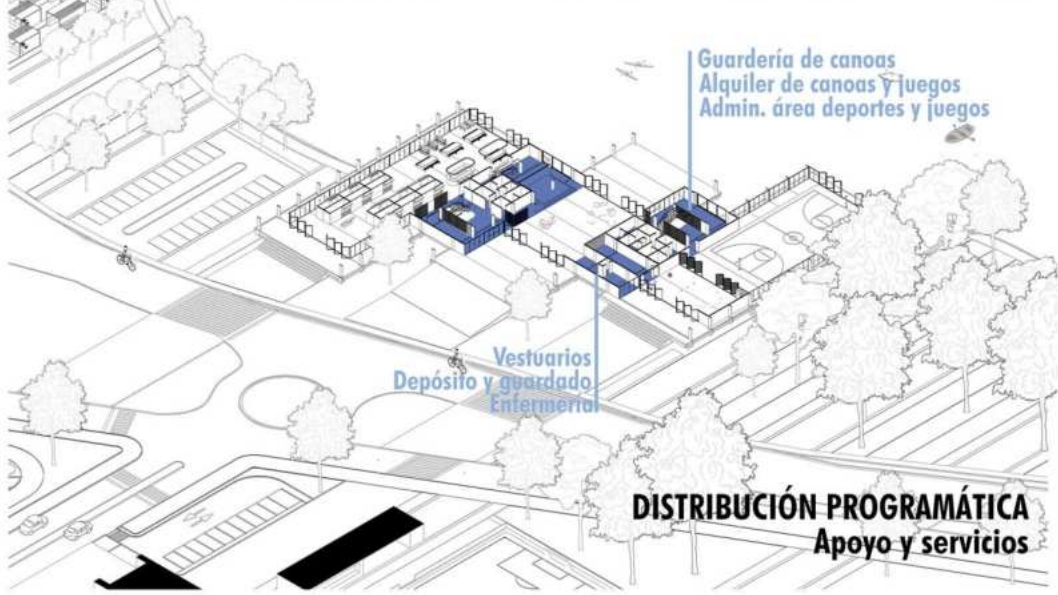 Guardería de canoas
Alquiler de canoas y juegos
Admin. área deportes y juegos
Vestuarios
Depósito y guardado
Enfermería
DISTRIBUCIÓN PROGRAMÁTICA
Apoyo y servicios